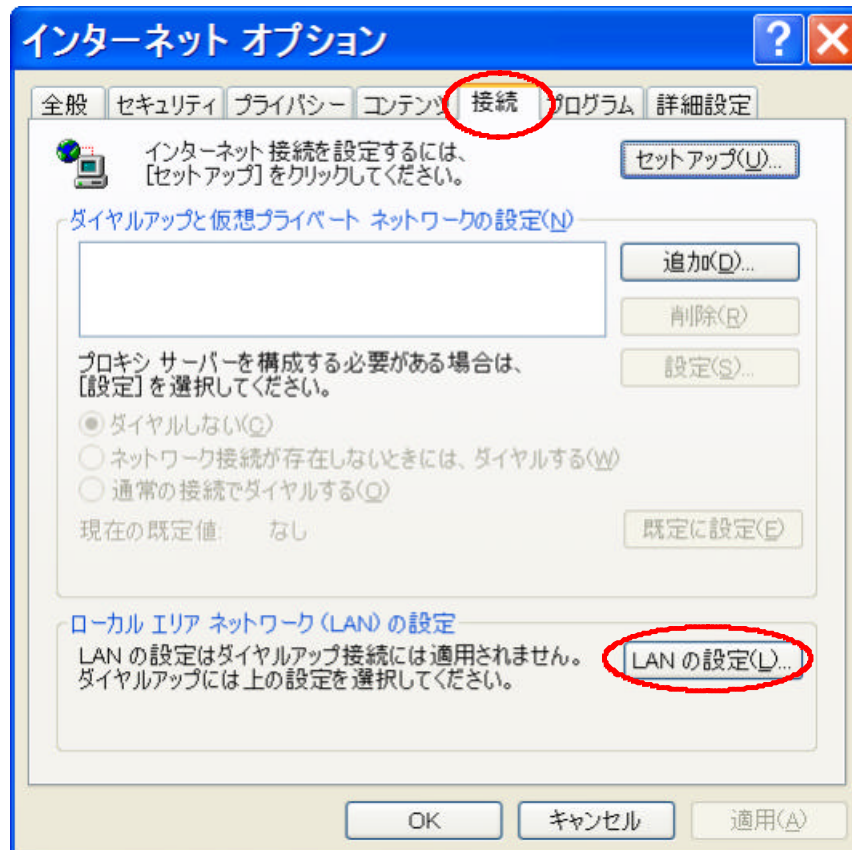 インターネット オプション
全般 セキュリティ プライバシー コンテンツ 接続 プログラム 詳細設定
インターネット接続を設定するには、
[セットアップ] をクリックしてください。
セットアップ(U)...
ダイヤルアップと仮想プライベート ネットワークの設定(N)
追加(D)...
削除(R)
プロキシ サーバーを構成する必要がある場合は、
[設定] を選択してください。
設定(S)...
ダイヤルしない(C)
ネットワーク接続が存在しないときには、ダイヤルする(W)
通常の接続でダイヤルする(O)
現在の既定値: なし
既定に設定(E)
ローカル エリア ネットワーク (LAN) の設定
LAN の設定はダイヤルアップ接続には適用されません。
ダイヤルアップには上の設定を選択してください。
LAN の設定(L)...
OK キャンセル 適用(A)